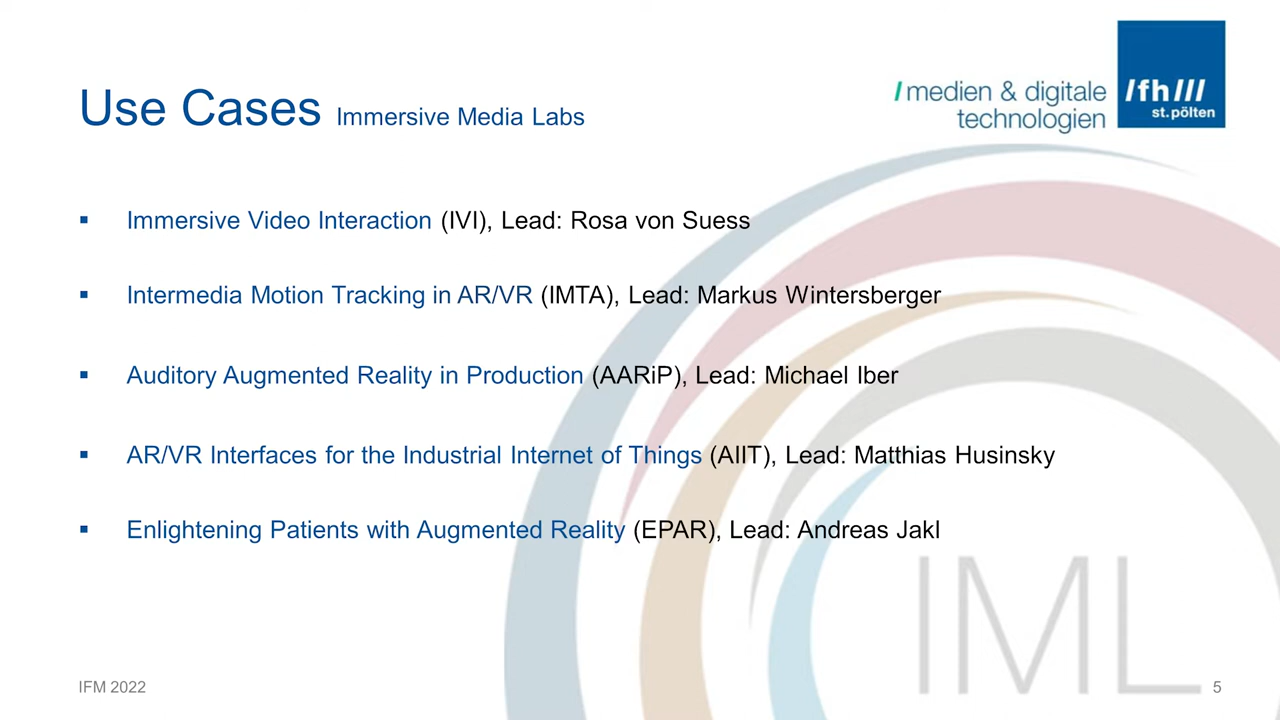 Use Cases Immersive Media Labs
/ medien & digitale
technologien
/fh///
st.pölten
▪ Immersive Video Interaction (IVI), Lead: Rosa von Suess
▪ Intermedia Motion Tracking in AR/VR (IMTA), Lead: Markus Wintersberger
▪ Auditory Augmented Reality in Production (AARiP), Lead: Michael Iber
▪ AR/VR Interfaces for the Industrial Internet of Things (AIIT), Lead: Matthias Husinsky
▪ Enlightening Patients with Augmented Reality (EPAR), Lead: Andreas Jakl
IML
IFM 2022
5